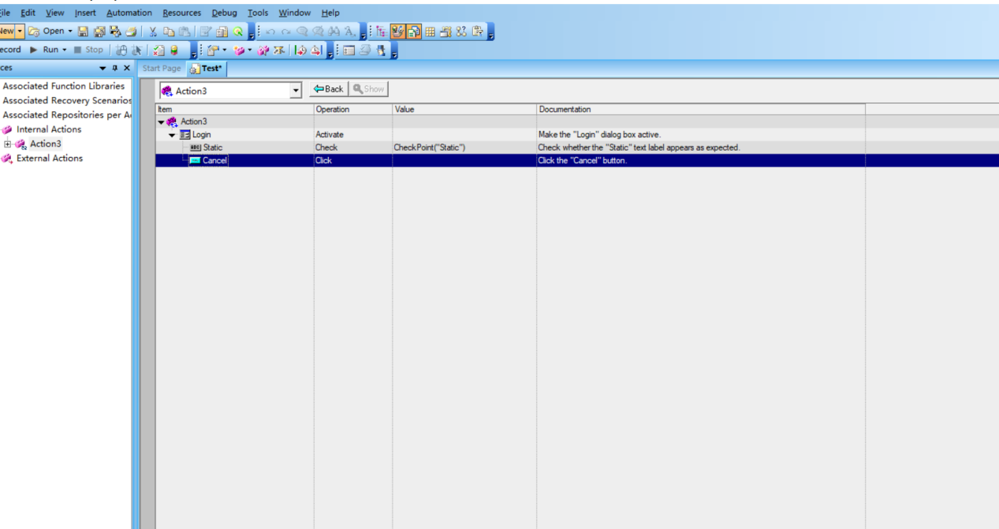 File Edit View Insert Automation Resources Debug Tools Window Help
New Open
ecord Run Stop
ces Start Page Test*
Associated Function Libraries
Associated Recovery Scenarios
Associated Repositories per A
Internal Actions
Action3
External Actions
Action3 Back Show
Item Operation Value Documentation
Action3
Login Activate Make the "Login" dialog box active.
Static Check CheckPoint("Static") Check whether the "Static" text label appears as expected.
Cancel Click Click the "Cancel" button.